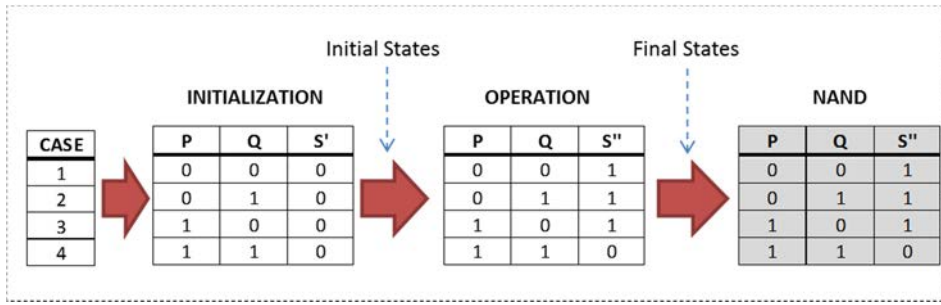 Initial States
Final States
INITIALIZATION
OPERATION
NAND
CASE
1
2
3
4
P Q S'
0 0 0
0 1 0
1 0 0
1 1 0
P Q S"
0 0 1
0 1 1
1 0 1
1 1 0
P Q S"
0 0 1
0 1 1
1 0 1
1 1 0